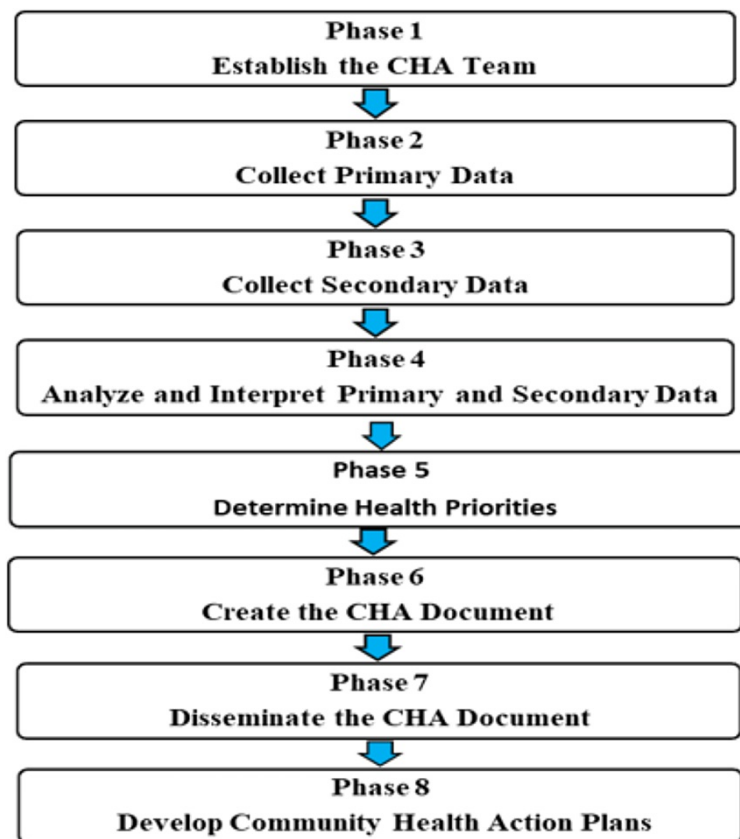 Phase 1
Establish the CHA Team
Phase 2
Collect Primary Data
Phase 3
Collect Secondary Data
Phase 4
Analyze and Interpret Primary and Secondary Data
Phase 5
Determine Health Priorities
Phase 6
Create the CHA Document
Phase 7
Disseminate the CHA Document
Phase 8
Develop Community Health Action Plans